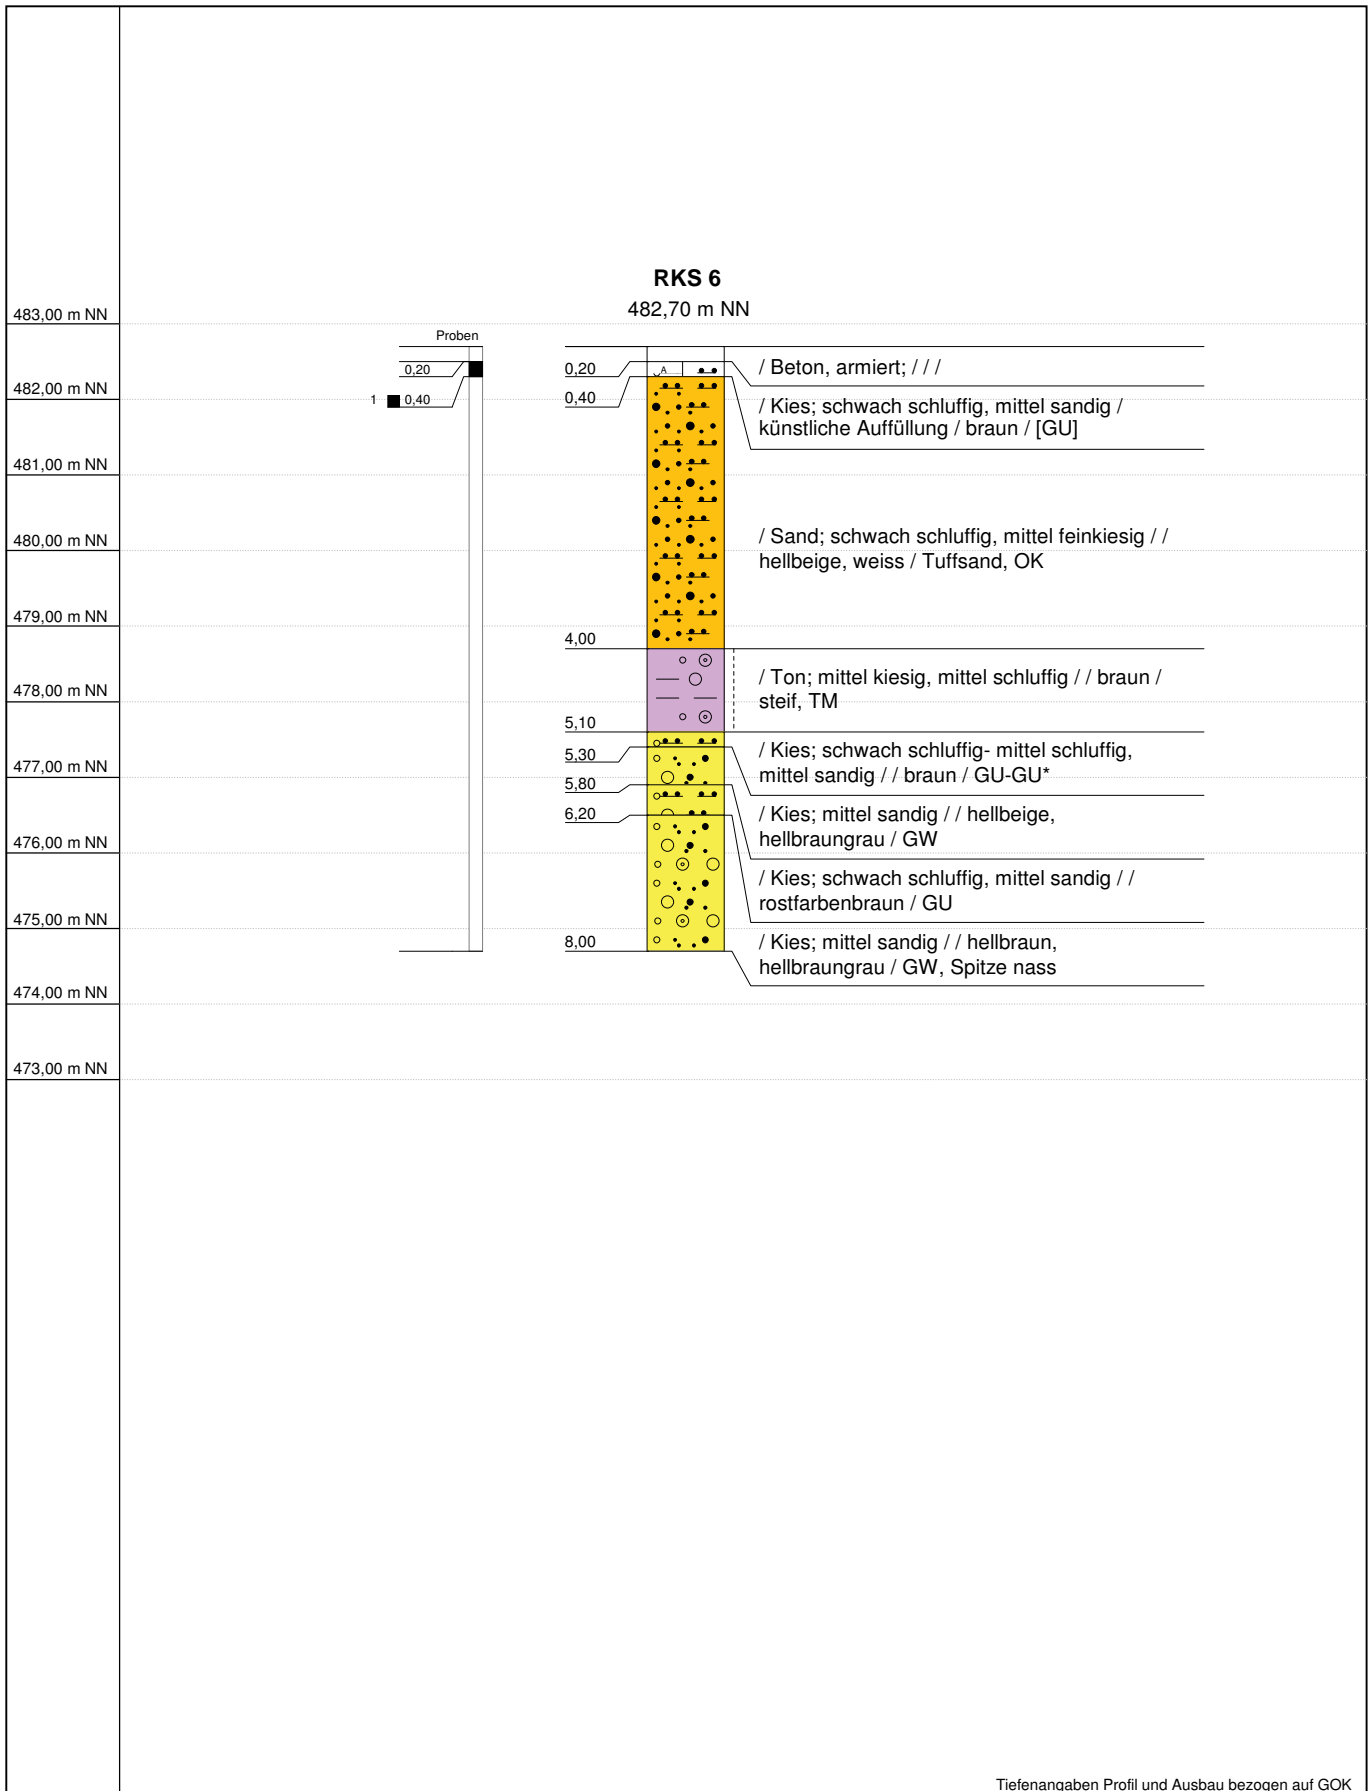 RKS 6
482,70 m NN
483,00 m NN
482,00 m NN
481,00 m NN
480,00 m NN
479,00 m NN
478,00 m NN
477,00 m NN
476,00 m NN
475,00 m NN
474,00 m NN
473,00 m NN
Proben
0,20
1 0,40
0,20
0,40
4,00
5,10
5,30
5,80
6,20
8,00
A
/ Beton, armiert; / / /
/ Kies; schwach schluffig, mittel sandig /
künstliche Auffüllung / braun / [GU]
/ Sand; schwach schluffig, mittel feinkiesig / /
hellbeige, weiss / Tuffsand, OK
/ Ton; mittel kiesig, mittel schluffig / / braun /
steif, TM
/ Kies; schwach schluffig- mittel schluffig,
mittel sandig / / braun / GU-GU*
/ Kies; mittel sandig / / hellbeige,
hellbraungrau / GW
/ Kies; schwach schluffig, mittel sandig / /
rostfarbenbraun / GU
/ Kies; mittel sandig / / hellbraun,
hellbraungrau / GW, Spitze nass
Tiefenangaben Profil und Ausbau bezogen auf GOK